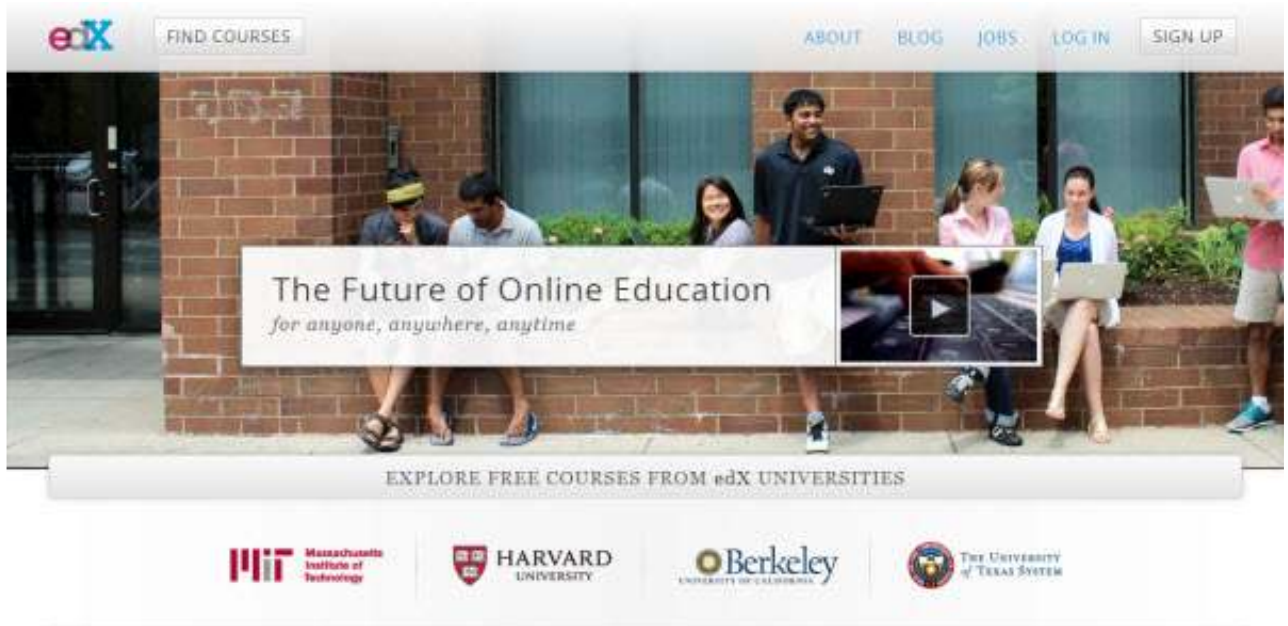 edX
FIND COURSES
ABOUT
BLOG
JOBS
LOG IN
SIGN UP
The Future of Online Education
for anyone, anywhere, anytime
EXPLORE FREE COURSES FROM edX UNIVERSITIES
MIT
Massachusetts
Institute of
Technology
HARVARD
UNIVERSITY
Berkeley
UNIVERSITY OF CALIFORNIA
THE UNIVERSITY
of TEXAS SYSTEM